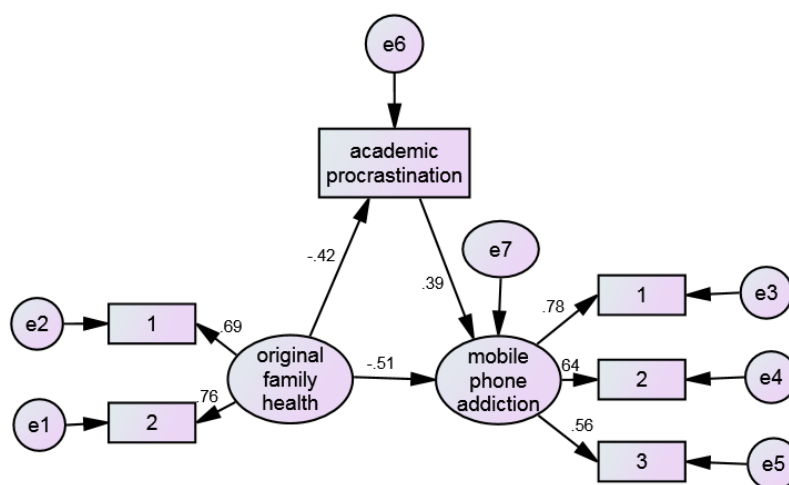 e6
academic
procrastination
-.42
e7
.39
e2
1
.69
original
family
health
-.51
mobile
phone
addiction
.78
1
e3
64
2
e4
e1
2
.76
.56
3
e5